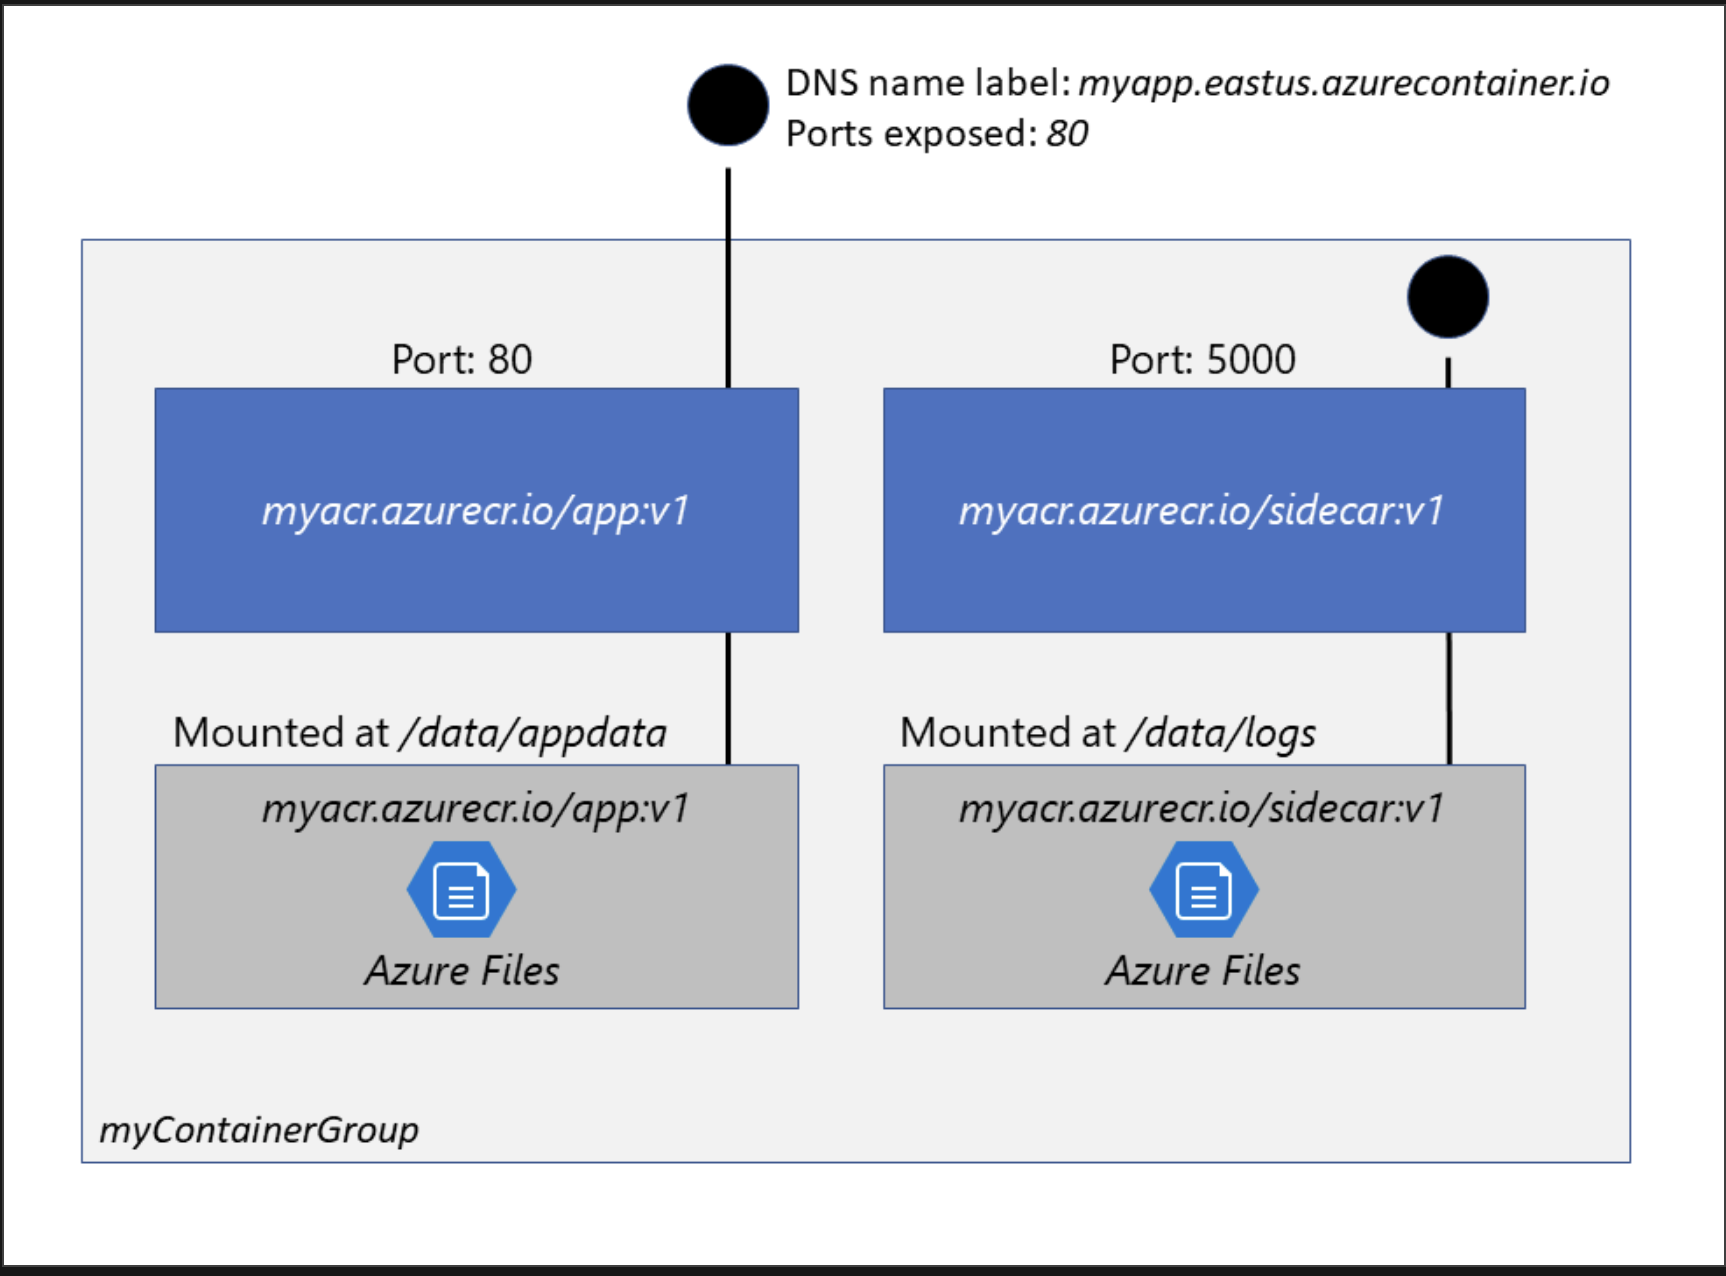 DNS name label: myapp.eastus.azurecontainer.io
Ports exposed: 80
Port: 80
Port: 5000
myacr.azurecr.io/app:v1
myacr.azurecr.io/sidecar:v1
Mounted at /data/appdata
Mounted at /data/logs
myacr.azurecr.io/app:v1
myacr.azurecr.io/sidecar:v1
Azure Files
Azure Files
myContainerGroup